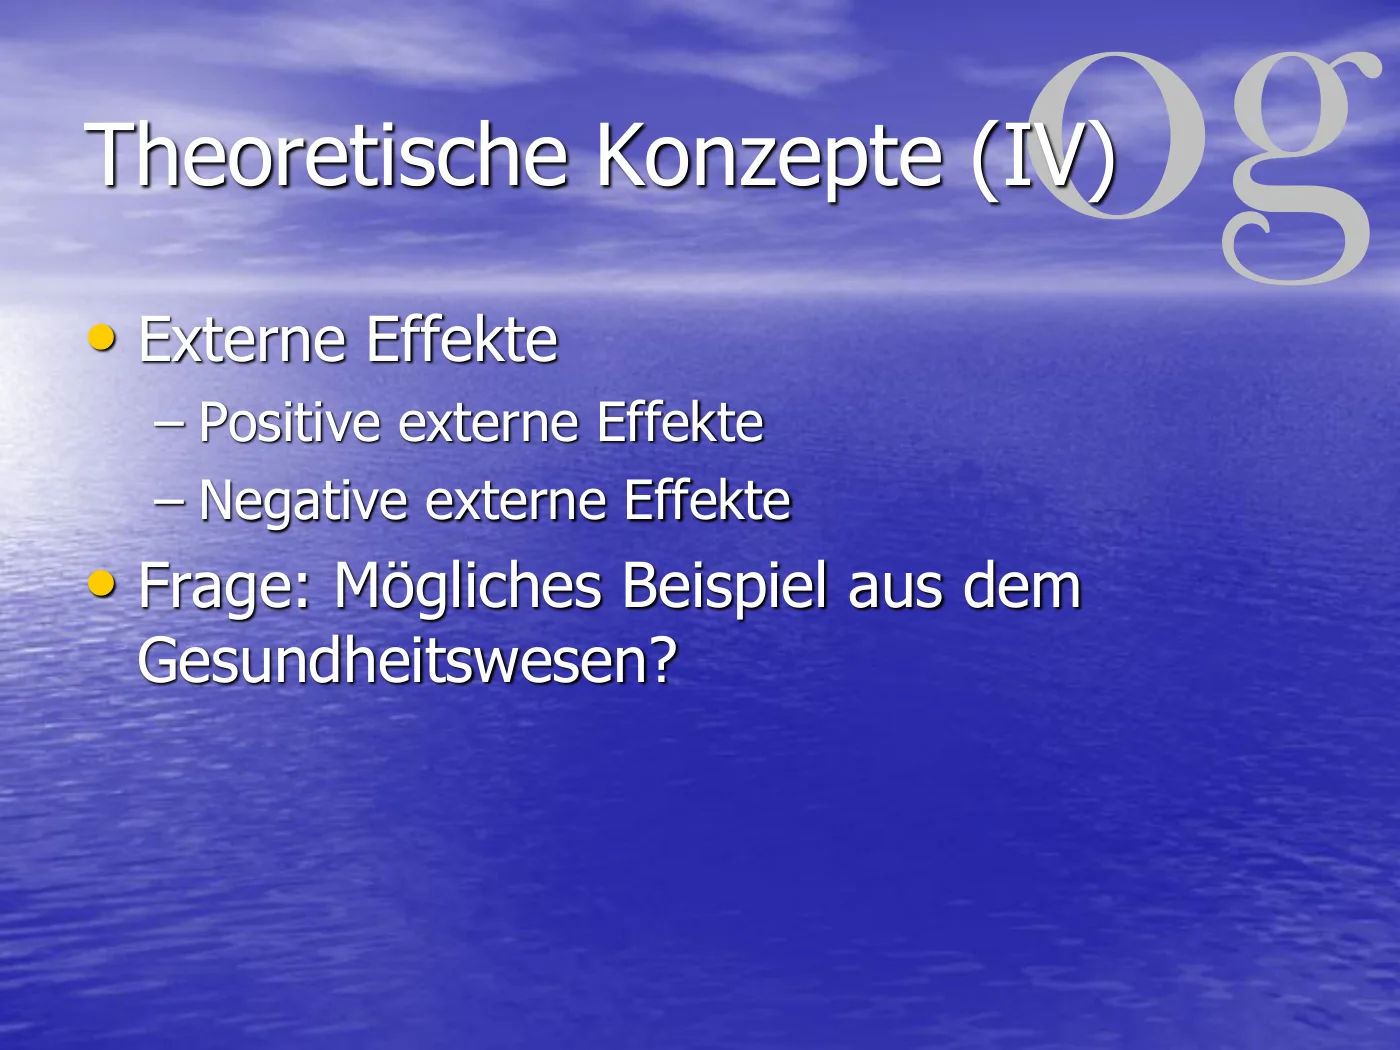 og
Theoretische Konzepte (IV)
• Externe Effekte
– Positive externe Effekte
– Negative externe Effekte
• Frage: Mögliches Beispiel aus dem
Gesundheitswesen?